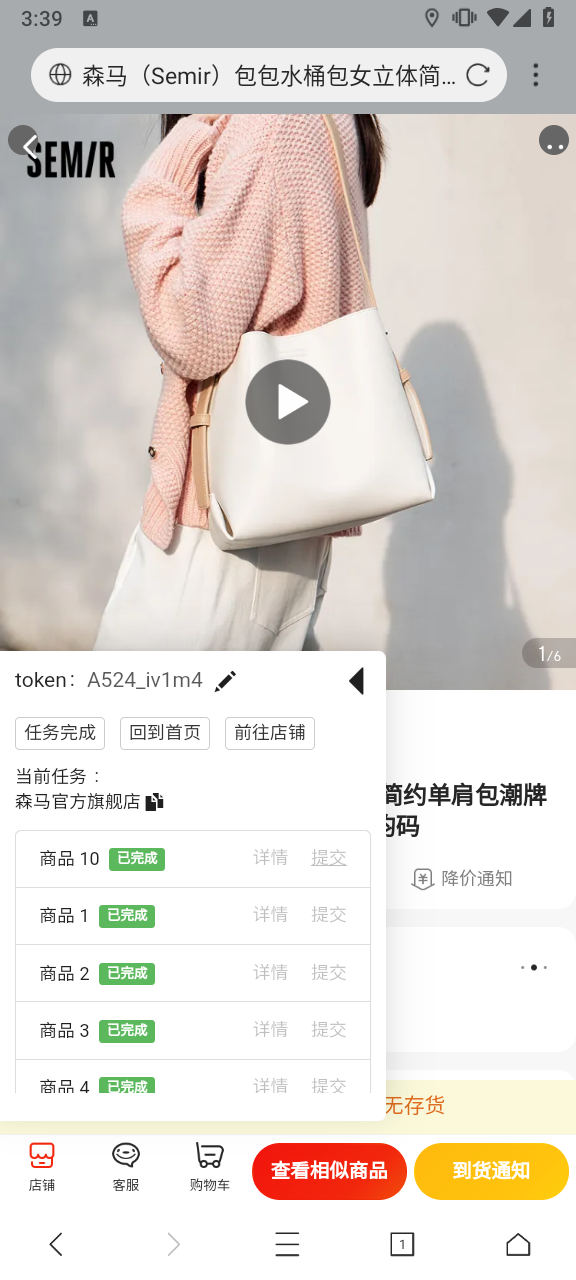 3:39
A
森马（Semir）包包水桶包女立体简…
SEMIR
1/6
token： A524_iv1m4
任务完成 回到首页 前往店铺
当前任务：
森马官方旗舰店
简约单肩包潮牌
均码
降价通知
商品 10 已完成 详情 提交
商品 1 已完成 详情 提交
商品 2 已完成 详情 提交
商品 3 已完成 详情 提交
商品 4 已完成 详情 提交
无存货
店铺 客服 购物车 查看相似商品 到货通知
1